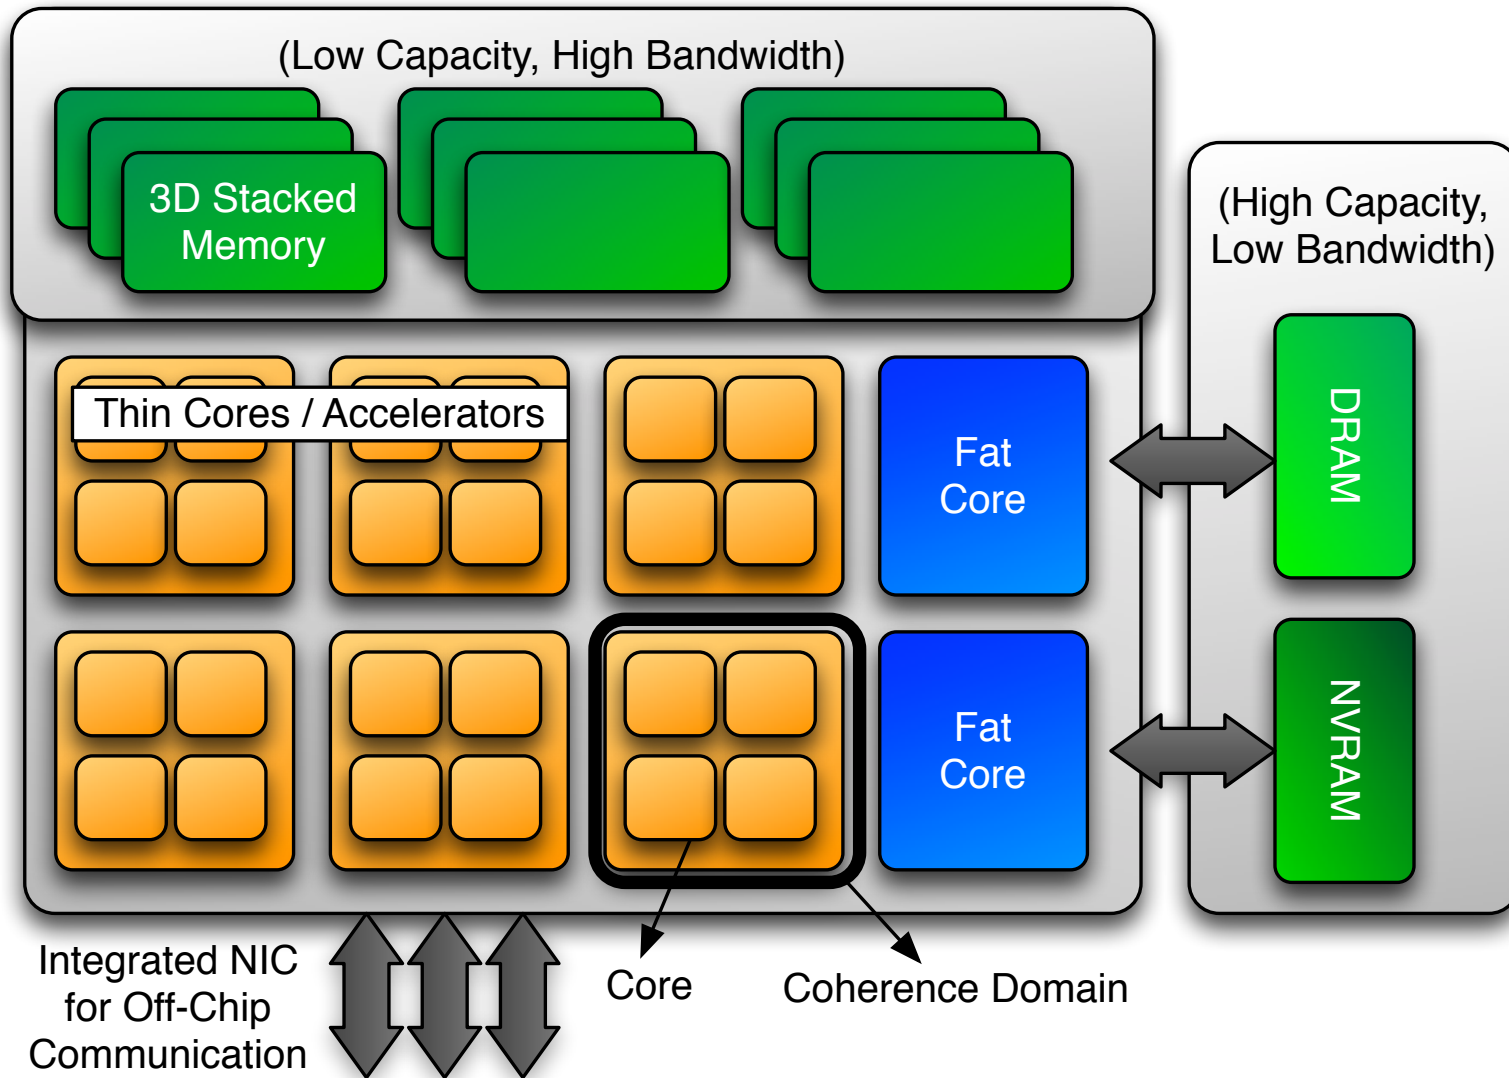 (Low Capacity, High Bandwidth)
3D Stacked
Memory
(High Capacity,
Low Bandwidth)
Thin Cores / Accelerators
Fat
Core
DRAM
Fat
Core
NVRAM
Integrated NIC
for Off-Chip
Communication
Core
Coherence Domain